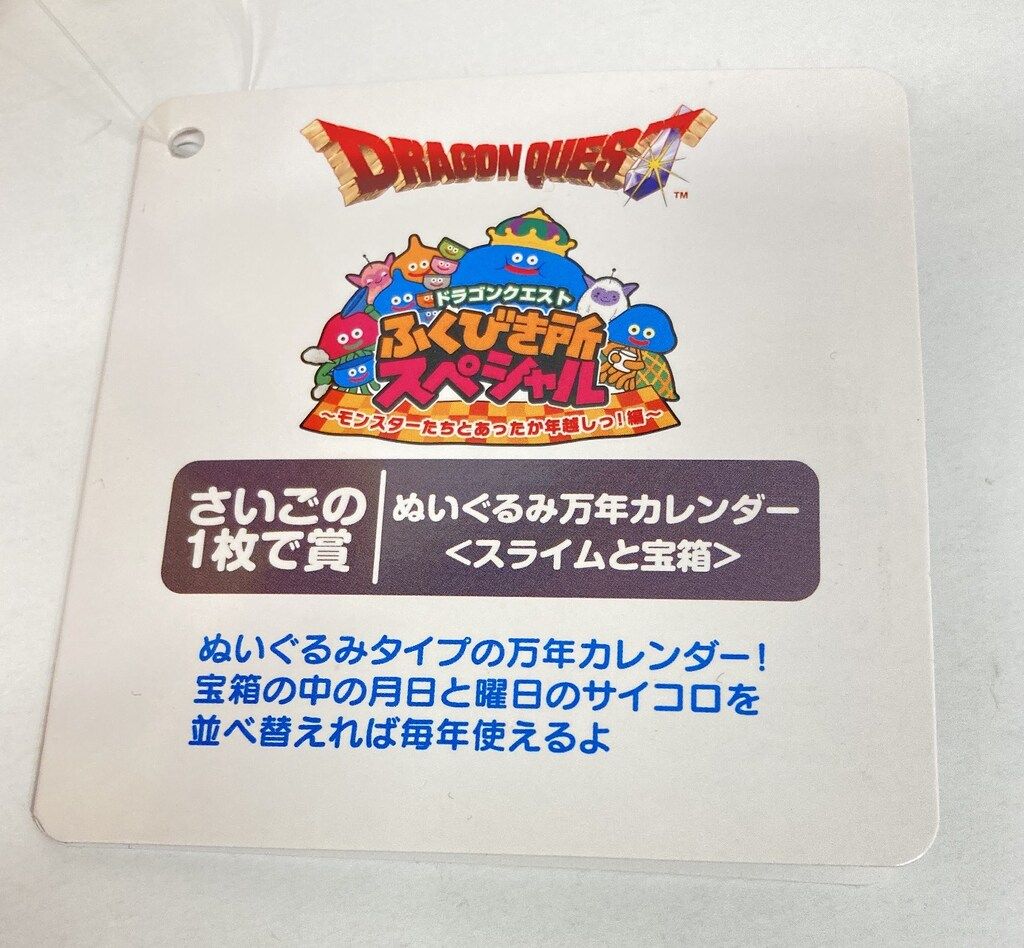 DRAGON QUEST™
ドラゴンクエスト
ふくびき所
スペシャル
～モンスターたちとあったか年越しっ！編～
さいごの
1枚で賞
ぬいぐるみ万年カレンダー
<スライムと宝箱>
ぬいぐるみタイプの万年カレンダー！
宝箱の中の月日と曜日のサイコロを
並べ替えれば毎年使えるよ